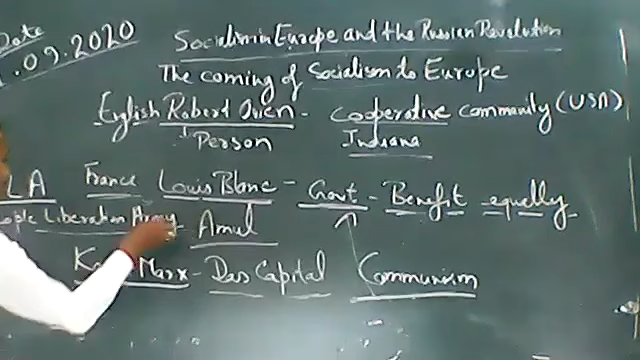 Date
.09.2020
Socialism in Europe and the Russian Revolution
The coming of Socialism to Europe
English Robert Owen - cooperative community (USA)
Person Indiana
LA France Louis Blanc - Govt - Benefit equally
ople Liberation Army Amul
K Marx - Das Capital Communism